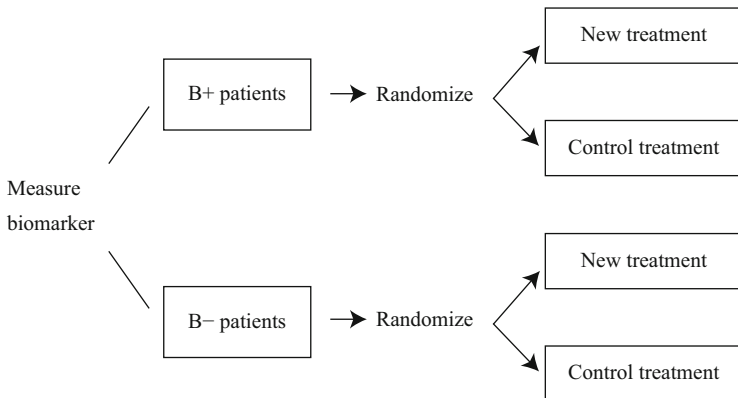 New treatment
B+ patients
Randomize
Control treatment
Measure
biomarker
New treatment
B− patients
Randomize
Control treatment